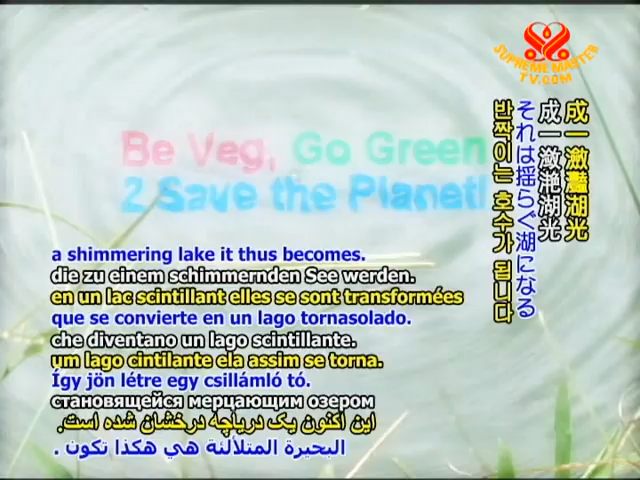 SUPREME MASTER
TV.COM
Be Veg, Go Green
2 Save the Planet!
成一瀲灩湖光
成一潋滟湖光
それは揺らぐ湖になる
반짝이는 호수가 됩니다
a shimmering lake it thus becomes.
die zu einem schimmernden See werden.
en un lac scintillant elles se sont transformées
que se convierte en un lago tornasolado.
che diventano un lago scintillante.
um lago cintilante ela assim se torna.
Így jön létre egy csillámló tó.
становящейся мерцающим озером
این اکنون یک دریاچه درخشان شده است.
البحيرة المتلألئة هي هكذا تكون .